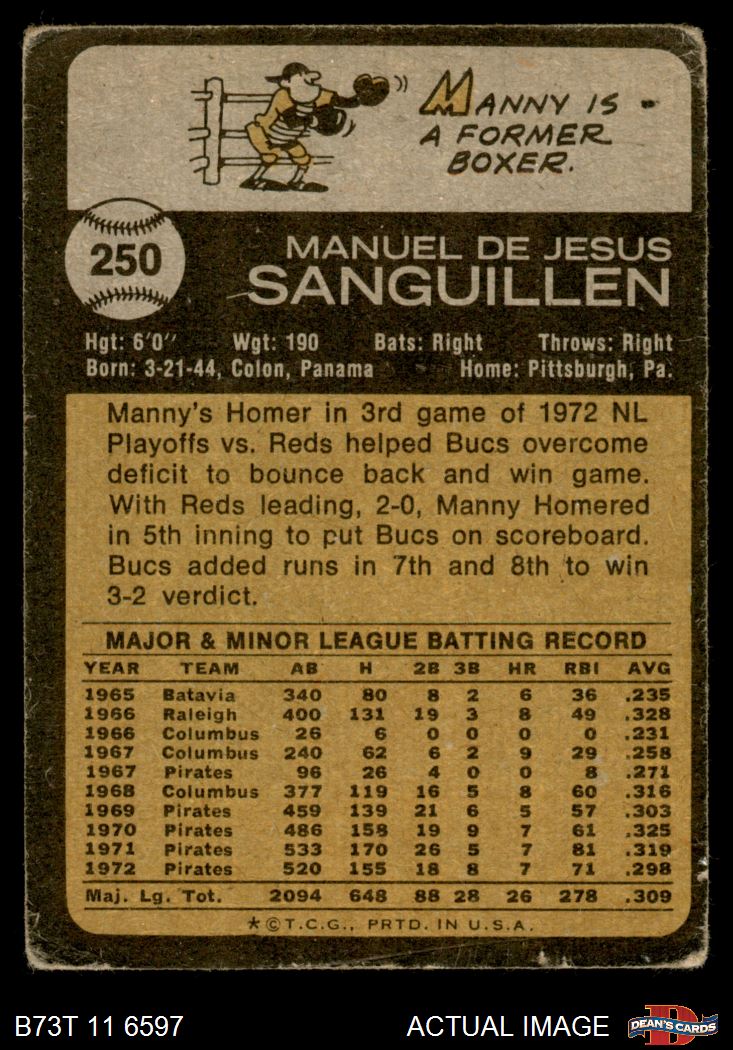 MANNY IS -
A FORMER
BOXER.
250
MANUEL DE JESUS
SANGUILLEN
Hgt: 6'0" Wgt: 190 Bats: Right Throws: Right
Born: 3-21-44, Colon, Panama Home: Pittsburgh, Pa.
Manny's Homer in 3rd game of 1972 NL
Playoffs vs. Reds helped Bucs overcome
deficit to bounce back and win game.
With Reds leading, 2-0, Manny Homered
in 5th inning to put Bucs on scoreboard.
Bucs added runs in 7th and 8th to win
3-2 verdict.
MAJOR & MINOR LEAGUE BATTING RECORD
YEAR TEAM AB H 2B 3B HR RBI AVG
1965 Batavia 340 80 8 2 6 36 .235
1966 Raleigh 400 131 19 3 8 49 .328
1966 Columbus 26 6 0 0 0 0 .231
1967 Columbus 240 62 6 2 9 29 .258
1967 Pirates 96 26 4 0 0 8 .271
1968 Columbus 377 119 16 5 8 60 .316
1969 Pirates 459 139 21 6 5 57 .303
1970 Pirates 486 158 19 9 7 61 .325
1971 Pirates 533 170 26 5 7 81 .319
1972 Pirates 520 155 18 8 7 71 .298
Maj. Lg. Tot. 2094 648 88 28 26 278 .309
*©T.C.G., PRTD. IN U.S.A.
B73T 11 6597 ACTUAL IMAGE D DEAN'S CARDS